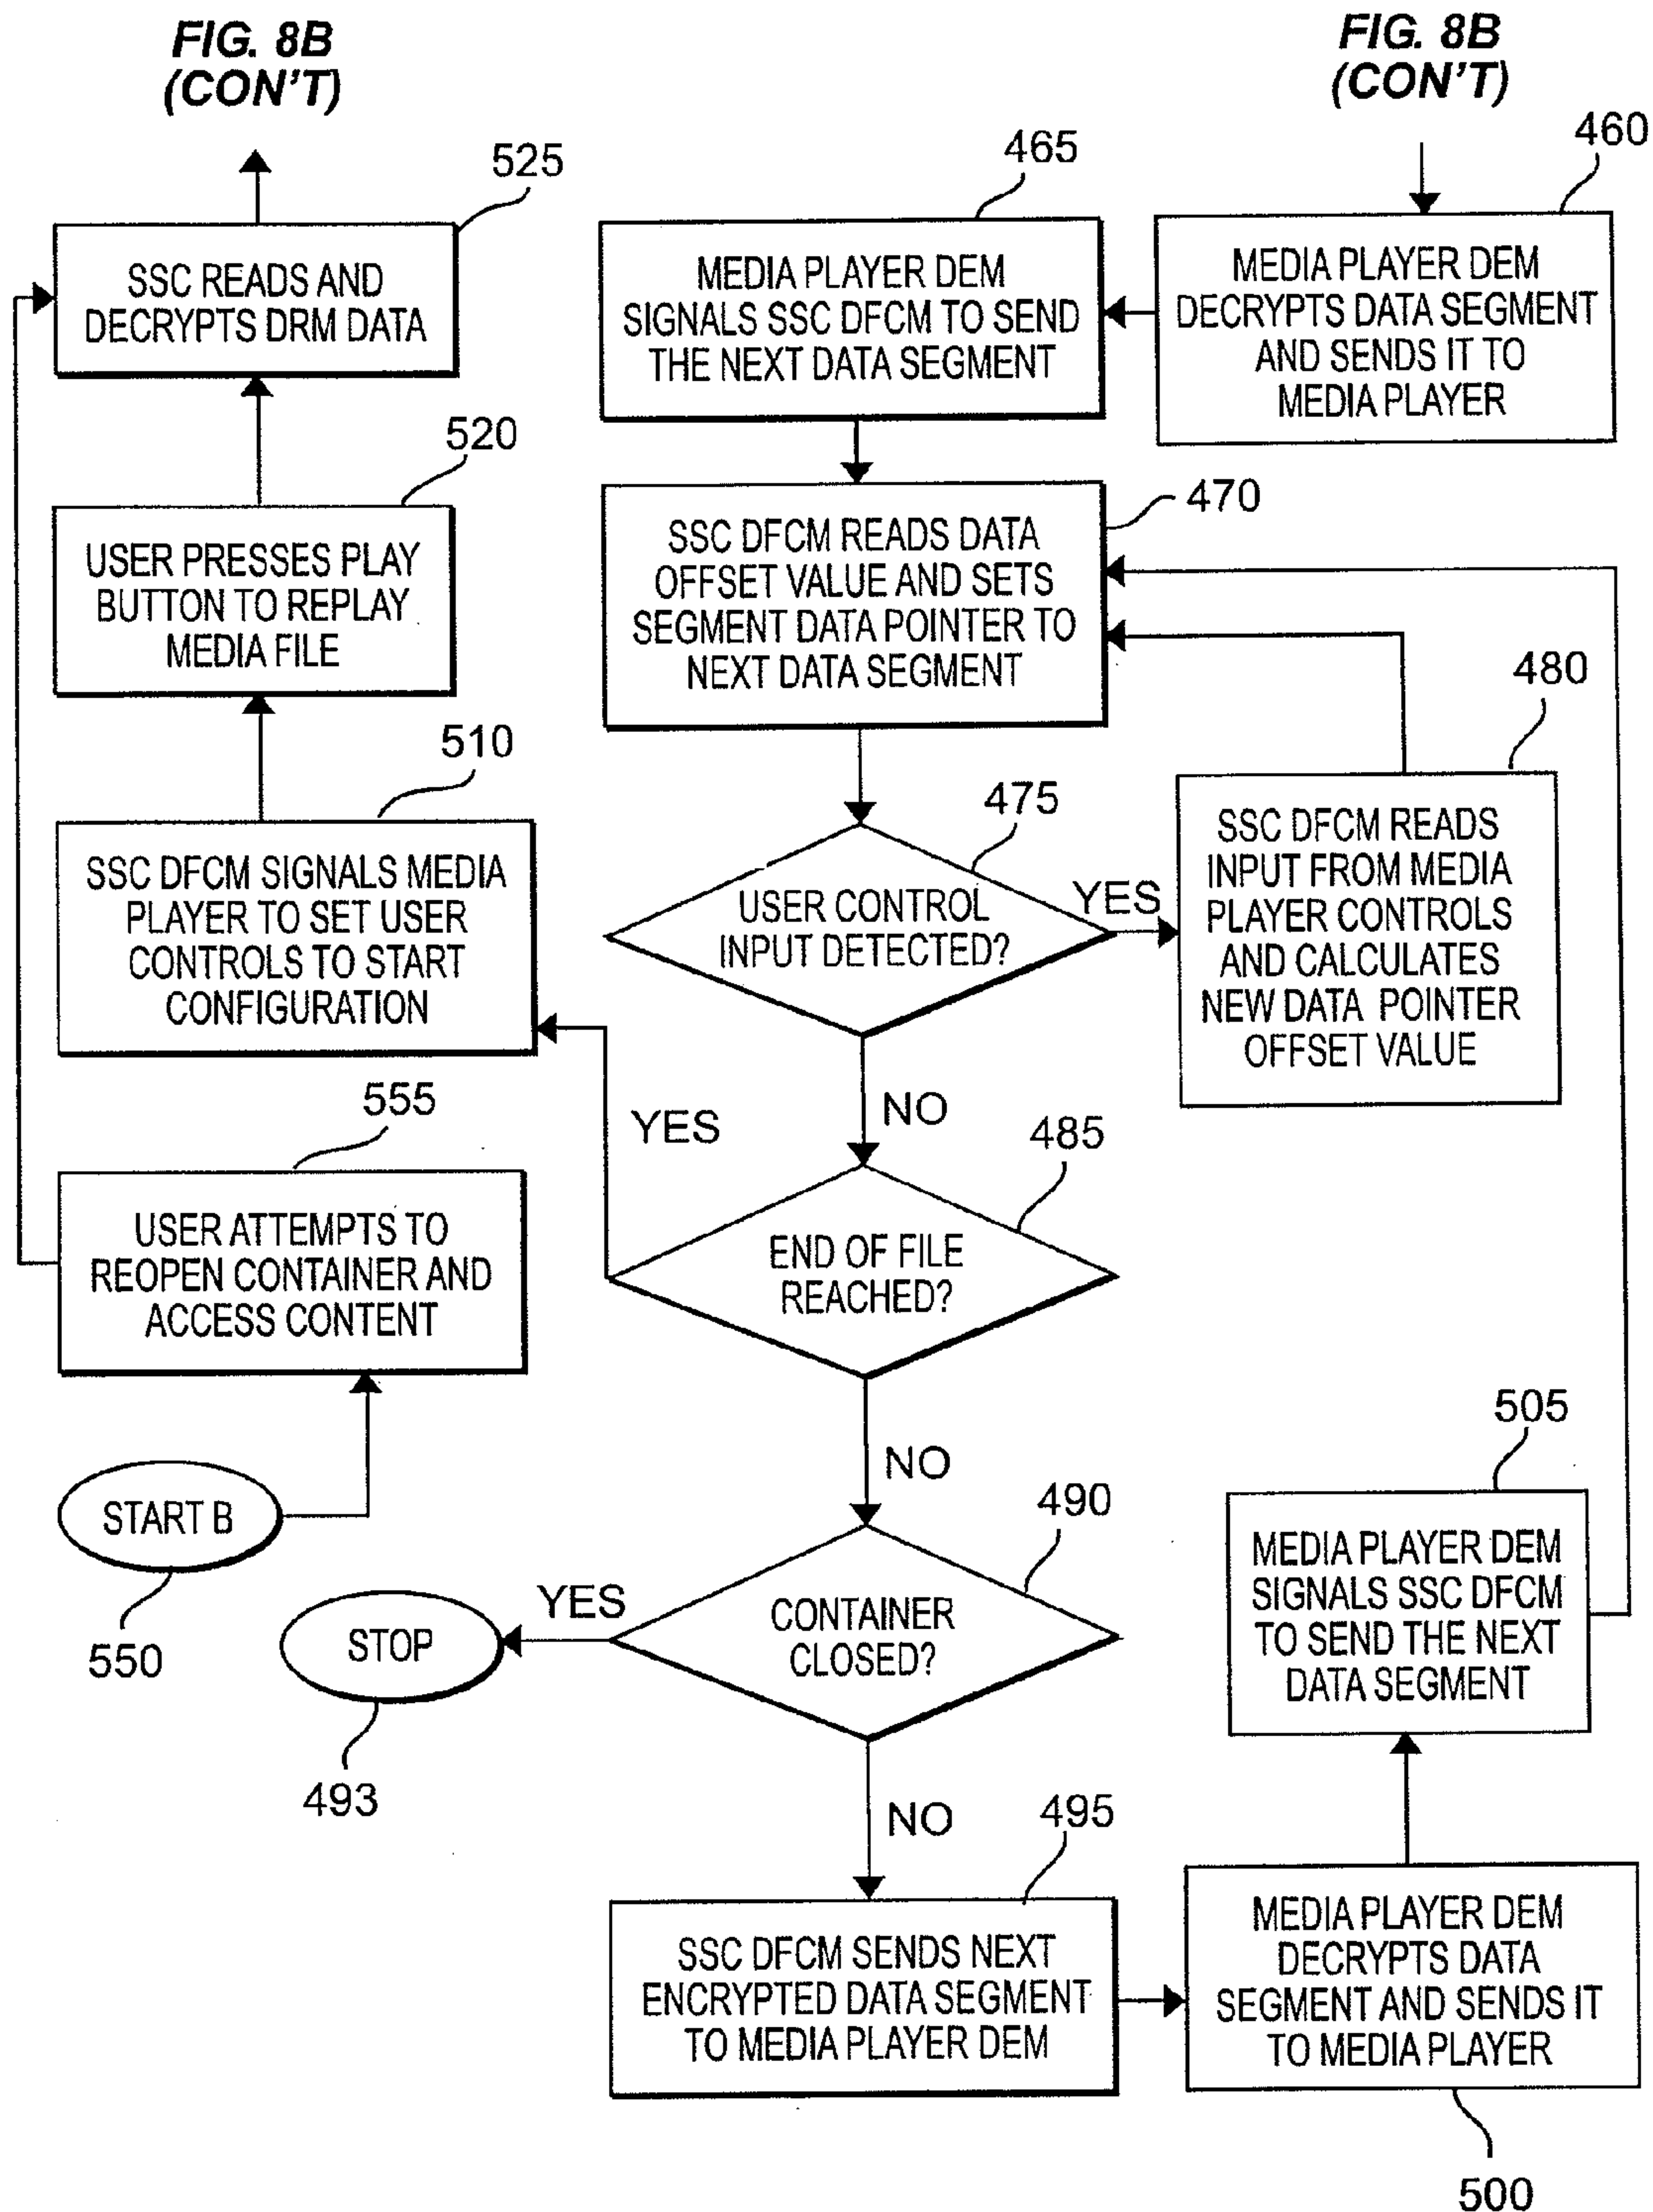 FIG. 8B
(CON'T)
FIG. 8B
(CON'T)
525
SSC READS AND
DECRYPTS DRM DATA
465
MEDIA PLAYER DEM
SIGNALS SSC DFCM TO SEND
THE NEXT DATA SEGMENT
460
MEDIA PLAYER DEM
DECRYPTS DATA SEGMENT
AND SENDS IT TO
MEDIA PLAYER
520
USER PRESSES PLAY
BUTTON TO REPLAY
MEDIA FILE
470
SSC DFCM READS DATA
OFFSET VALUE AND SETS
SEGMENT DATA POINTER TO
NEXT DATA SEGMENT
480
SSC DFCM READS
INPUT FROM MEDIA
PLAYER CONTROLS
AND CALCULATES
NEW DATA POINTER
OFFSET VALUE
510
SSC DFCM SIGNALS MEDIA
PLAYER TO SET USER
CONTROLS TO START
CONFIGURATION
475
USER CONTROL
INPUT DETECTED?
YES
NO
YES
485
END OF FILE
REACHED?
555
USER ATTEMPTS TO
REOPEN CONTAINER AND
ACCESS CONTENT
NO
START B
550
490
CONTAINER
CLOSED?
YES
STOP
493
505
MEDIA PLAYER DEM
SIGNALS SSC DFCM
TO SEND THE NEXT
DATA SEGMENT
NO
495
SSC DFCM SENDS NEXT
ENCRYPTED DATA SEGMENT
TO MEDIA PLAYER DEM
MEDIA PLAYER DEM
DECRYPTS DATA
SEGMENT AND SENDS IT
TO MEDIA PLAYER
500